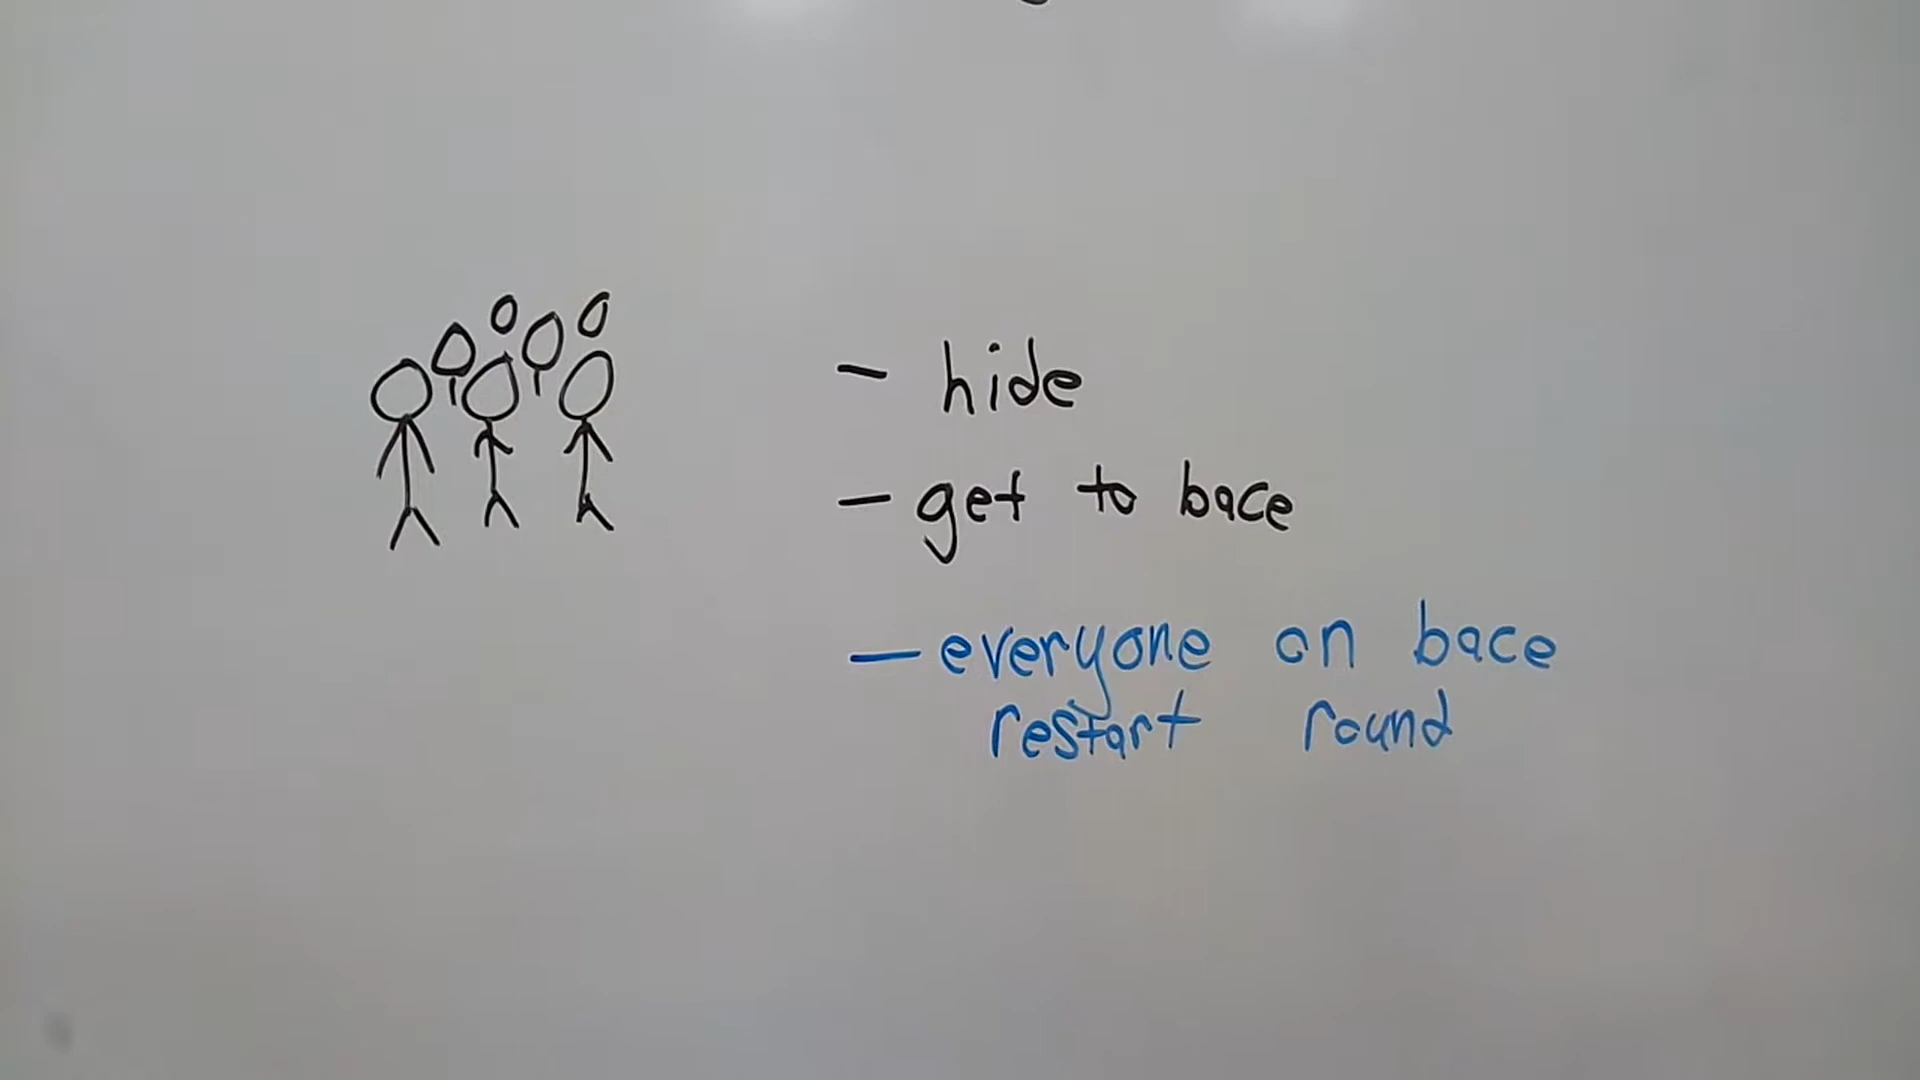 - hide
- get to bace
- everyone on bace
restart round